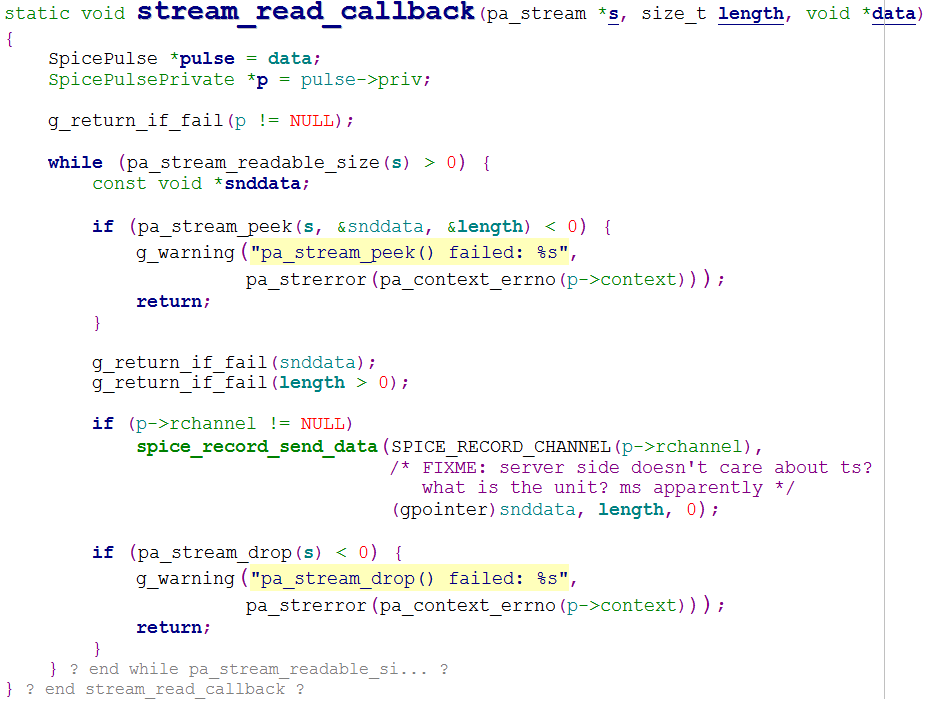 static void stream_read_callback(pa_stream *s, size_t length, void *data)
{
    SpicePulse *pulse = data;
    SpicePulsePrivate *p = pulse->priv;

    g_return_if_fail(p != NULL);

    while (pa_stream_readable_size(s) > 0) {
        const void *snddata;

        if (pa_stream_peek(s, &snddata, &length) < 0) {
            g_warning("pa_stream_peek() failed: %s",
                      pa_strerror(pa_context_errno(p->context)));
            return;
        }

        g_return_if_fail(snddata);
        g_return_if_fail(length > 0);

        if (p->rchannel != NULL)
            spice_record_send_data(SPICE_RECORD_CHANNEL(p->rchannel),
                                   /* FIXME: server side doesn't care about ts?
                                      what is the unit? ms apparently */
                                   (gpointer)snddata, length, 0);

        if (pa_stream_drop(s) < 0) {
            g_warning("pa_stream_drop() failed: %s",
                      pa_strerror(pa_context_errno(p->context)));
            return;
        }
    } ? end while pa_stream_readable_si... ?
} ? end stream_read_callback ?